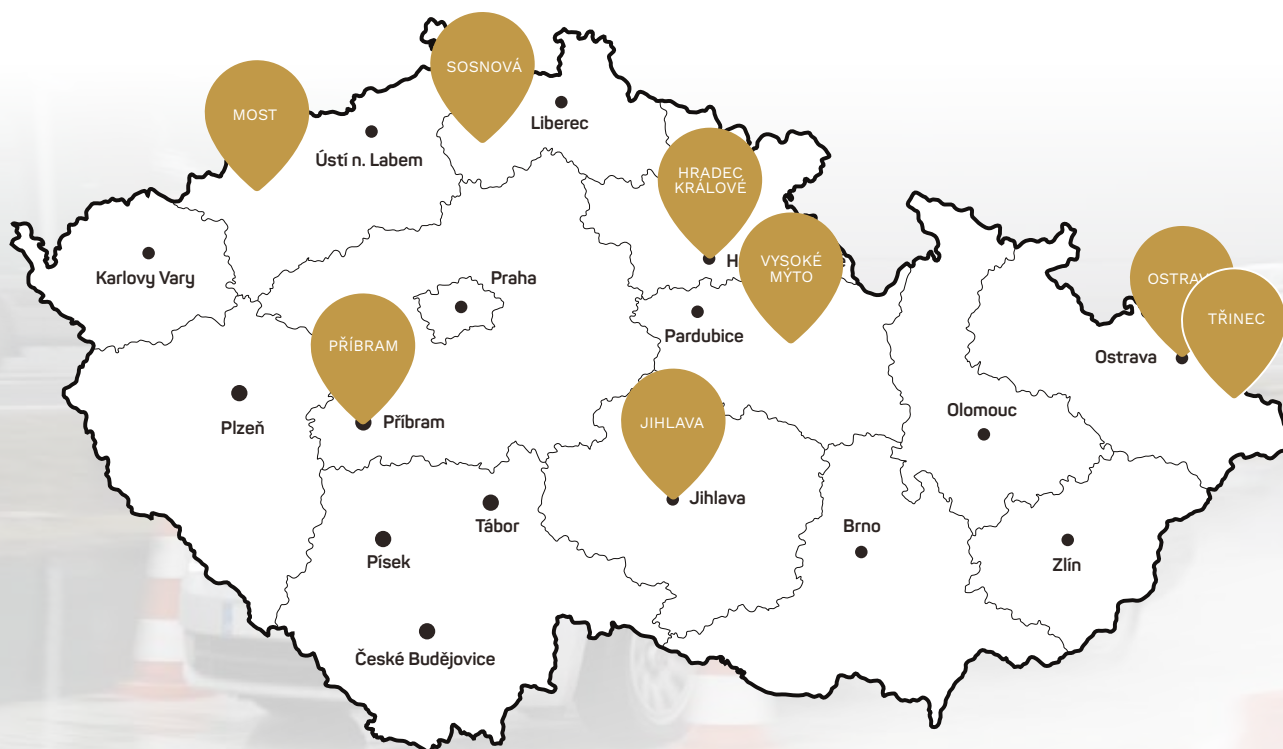 SOSNOVÁ
MOST
Liberec
Ústí n. Labem
HRADEC
KRÁLOVÉ
Karlovy Vary
Praha
VYSOKÉ
MÝTO
OSTRAV
TŘINEC
Pardubice
PŘÍBRAM
Ostrava
Plzeň
Příbram
JIHLAVA
Olomouc
Jihlava
Tábor
Brno
Písek
Zlín
České Budějovice